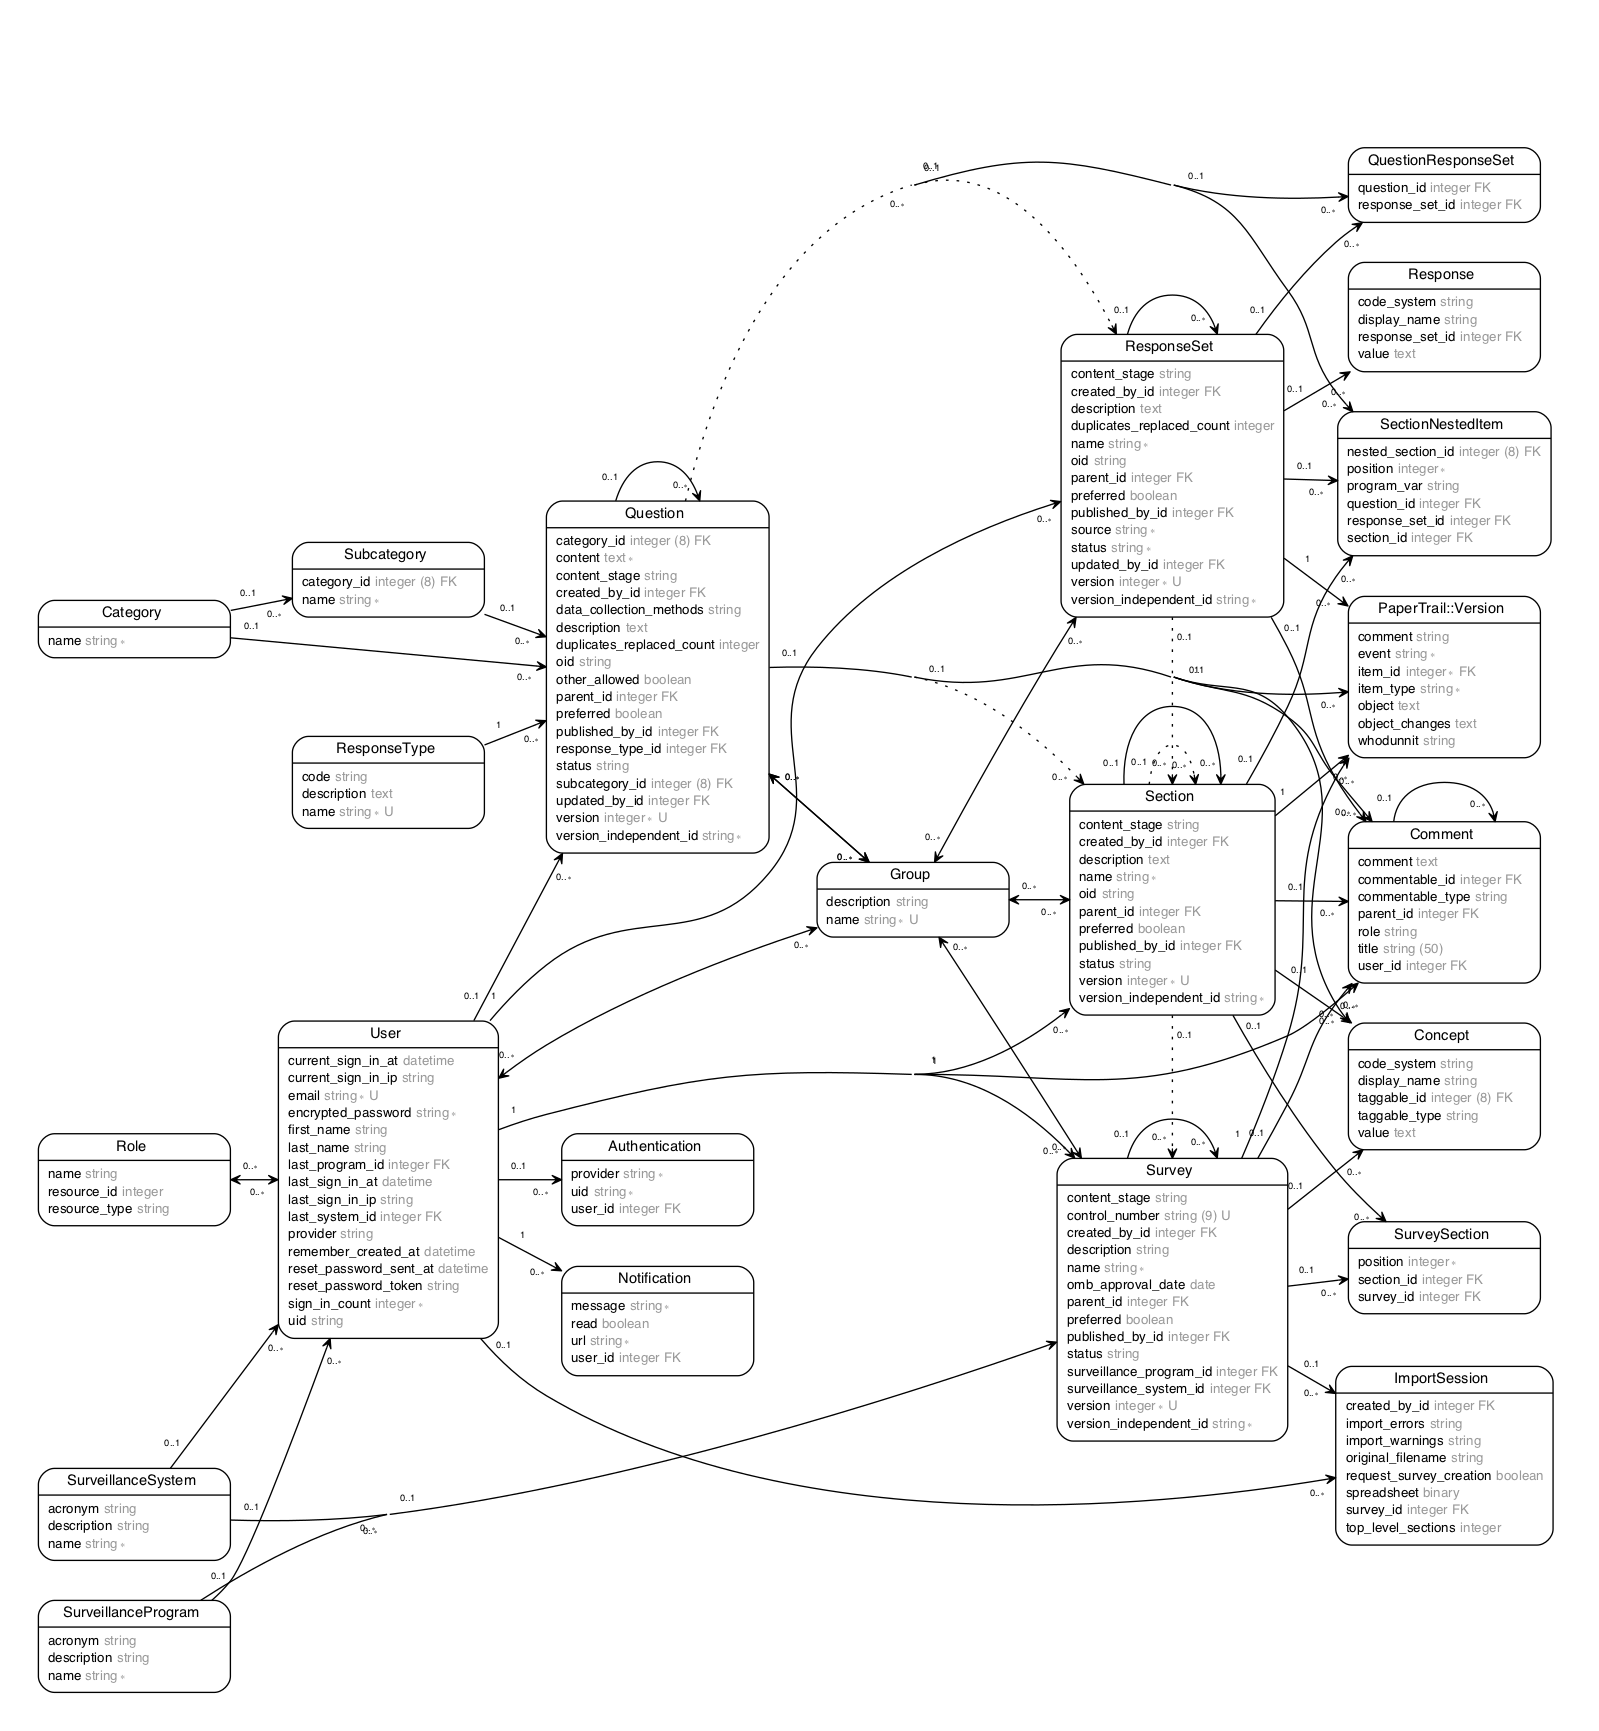 QuestionResponseSet
question_id integer FK
response_set_id integer FK
Response
code_system string
display_name string
response_set_id integer FK
value text
ResponseSet
content_stage string
created_by_id integer FK
description text
duplicates_replaced_count integer
name string *
oid string
parent_id integer FK
preferred boolean
published_by_id integer FK
source string *
status string *
updated_by_id integer FK
version integer * U
version_independent_id string *
SectionNestedItem
nested_section_id integer (8) FK
position integer *
program_var string
question_id integer FK
response_set_id integer FK
section_id integer FK
Question
category_id integer (8) FK
content text *
content_stage string
created_by_id integer FK
data_collection_methods string
description text
duplicates_replaced_count integer
oid string
other_allowed boolean
parent_id integer FK
preferred boolean
published_by_id integer FK
response_type_id integer FK
status string
subcategory_id integer (8) FK
updated_by_id integer FK
version integer * U
version_independent_id string *
Subcategory
category_id integer (8) FK
name string *
Category
name string *
ResponseType
code string
description text
name string * U
PaperTrail::Version
comment string
event string *
item_id integer * FK
item_type string *
object text
object_changes text
whodunnit string
Section
content_stage string
created_by_id integer FK
description text
name string *
oid string
parent_id integer FK
preferred boolean
published_by_id integer FK
status string
version integer * U
version_independent_id string *
Comment
comment text
commentable_id integer FK
commentable_type string
parent_id integer FK
role string
title string (50)
user_id integer FK
Group
description string
name string * U
User
current_sign_in_at datetime
current_sign_in_ip string
email string * U
encrypted_password string *
first_name string
last_name string
last_program_id integer FK
last_sign_in_at datetime
last_sign_in_ip string
last_system_id integer FK
provider string
remember_created_at datetime
reset_password_sent_at datetime
reset_password_token string
sign_in_count integer *
uid string
Concept
code_system string
display_name string
taggable_id integer (8) FK
taggable_type string
value text
Role
name string
resource_id integer
resource_type string
Authentication
provider string *
uid string *
user_id integer FK
Survey
content_stage string
control_number string (9) U
created_by_id integer FK
description string
name string *
omb_approval_date date
parent_id integer FK
preferred boolean
published_by_id integer FK
status string
surveillance_program_id integer FK
surveillance_system_id integer FK
version integer * U
version_independent_id string *
SurveySection
position integer *
section_id integer FK
survey_id integer FK
Notification
message string *
read boolean
url string *
user_id integer FK
ImportSession
created_by_id integer FK
import_errors string
import_warnings string
original_filename string
request_survey_creation boolean
spreadsheet binary
survey_id integer FK
top_level_sections integer
SurveillanceSystem
acronym string
description string
name string *
SurveillanceProgram
acronym string
description string
name string *